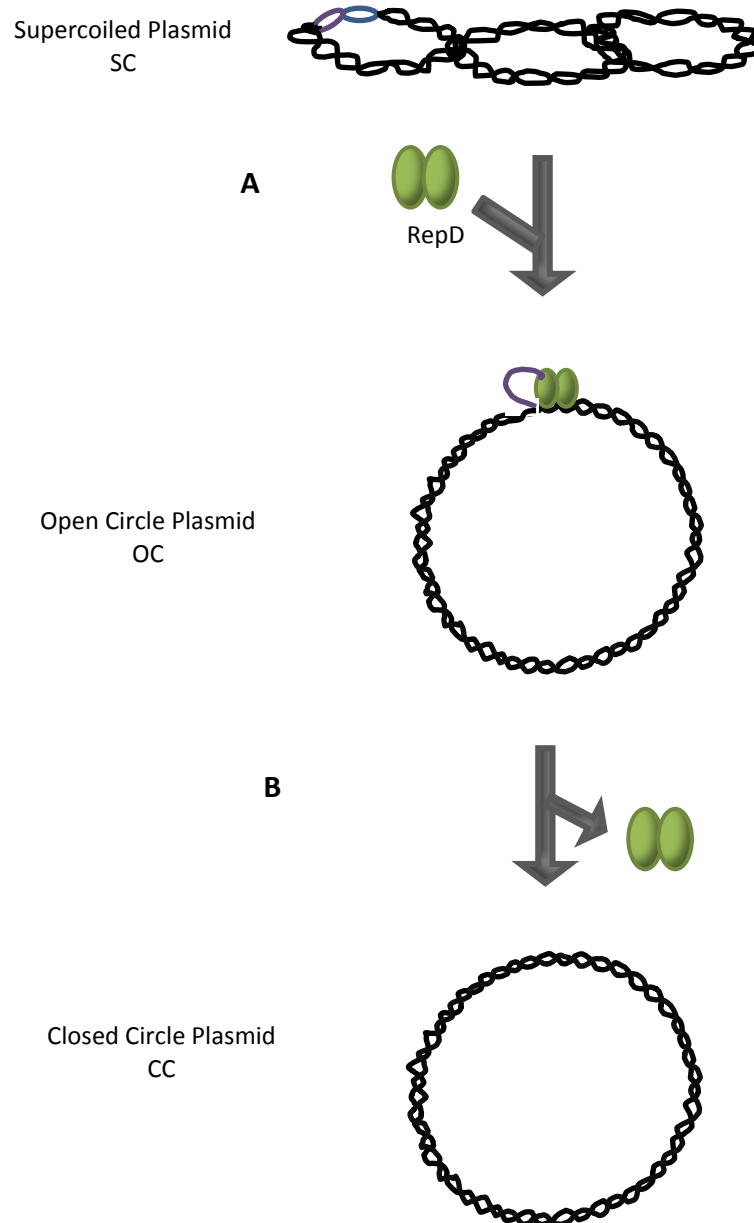 Supercoiled Plasmid
SC
A
RepD
Open Circle Plasmid
OC
B
Closed Circle Plasmid
CC